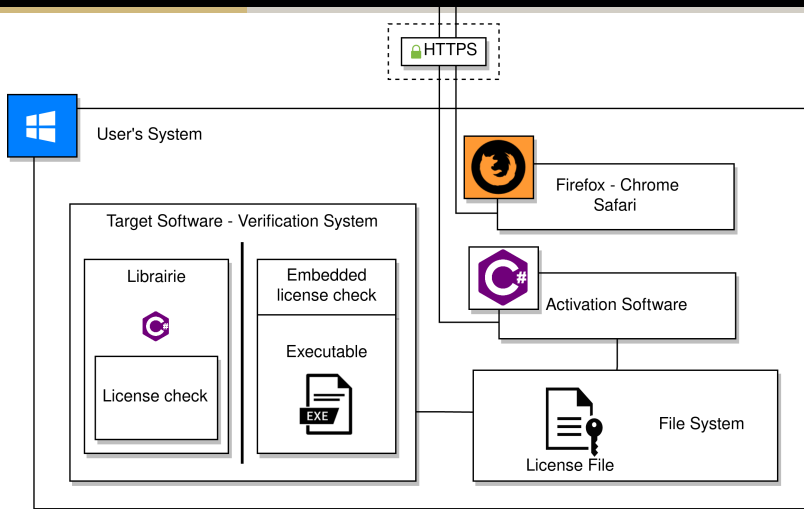 HTTPS
User's System
Firefox - Chrome
Safari
Target Software - Verification System
Librairie
C#
License check
Embedded
license check
Executable
EXE
C#
Activation Software
File System
License File